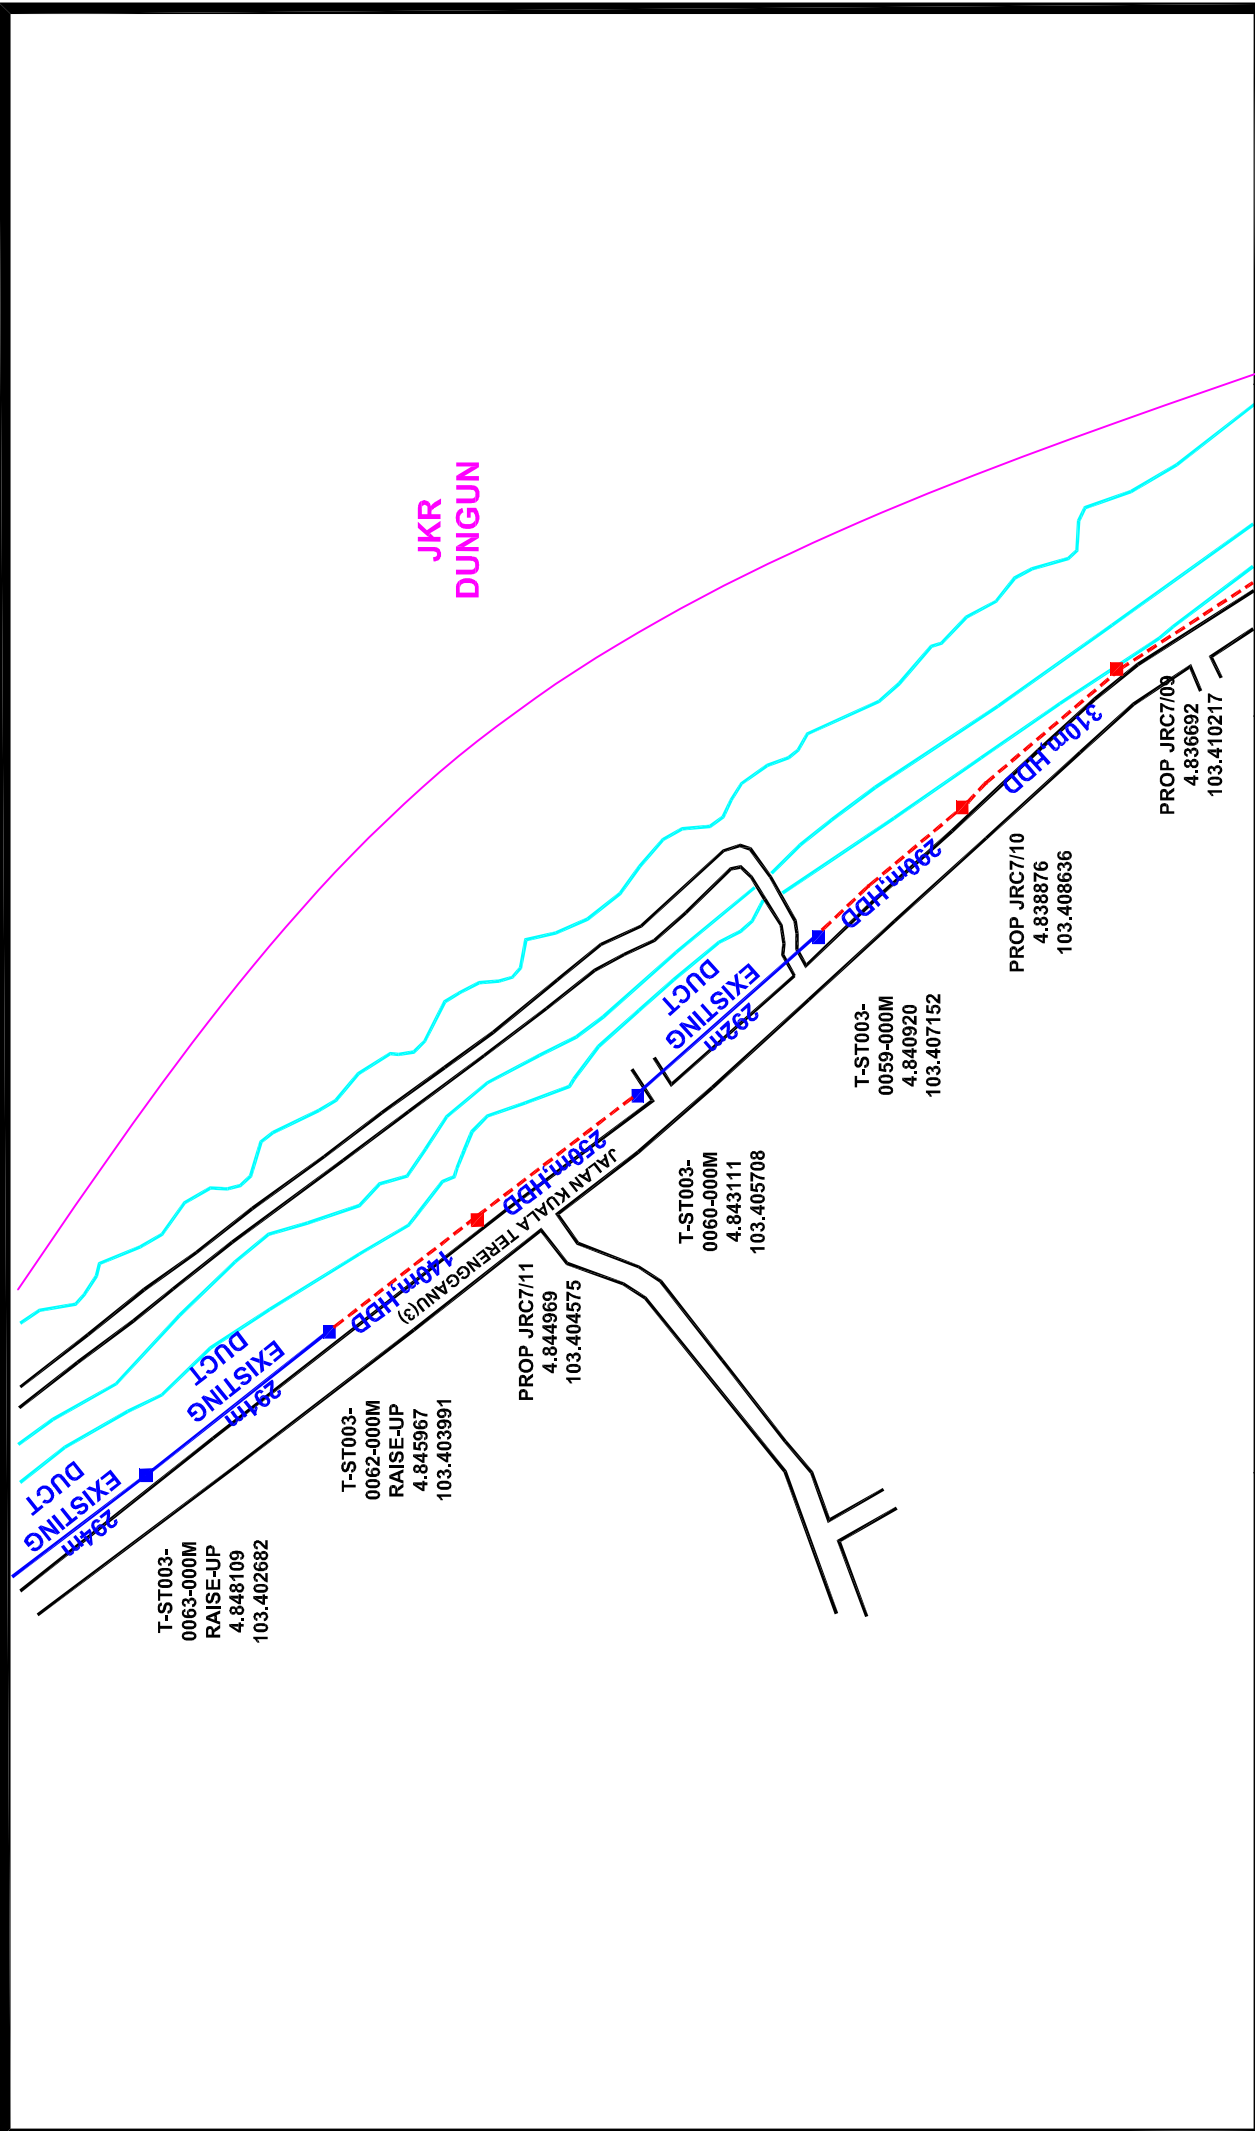 JKR
DUNGUN
EXISTING
DUCT
294m
T-ST003-
0063-000M
RAISE-UP
4.848109
103.402682
EXISTING
DUCT
291m
T-ST003-
0062-000M
RAISE-UP
4.845967
103.403991
140m.HDD
PROP JRC7/11
4.844969
103.404575
250m.HDD
JALAN KUALA TERENGGANU(3)
T-ST003-
0060-000M
4.843111
103.405708
EXISTING
DUCT
292m
T-ST003-
0059-000M
4.840920
103.407152
290m.HDD
PROP JRC7/10
4.838876
103.408636
310m.HDD
PROP JRC7/09
4.836692
103.410217